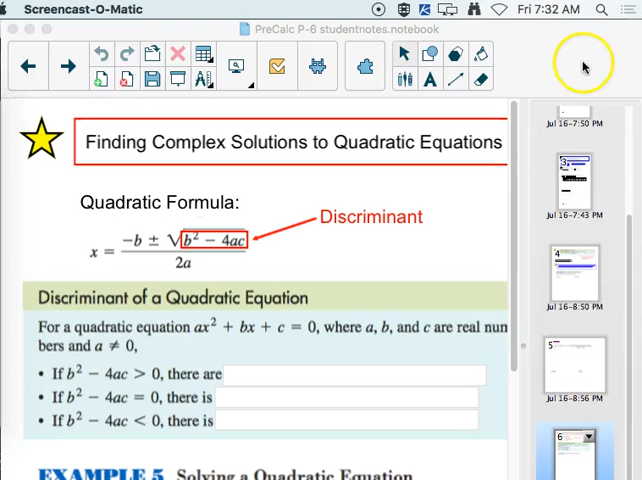 Screencast-O-Matic
Fri 7:32 AM
PreCalc P-6 studentnotes.notebook
Finding Complex Solutions to Quadratic Equations
Quadratic Formula:
Discriminant
x = −b ± √b² − 4ac / 2a
Discriminant of a Quadratic Equation
For a quadratic equation ax² + bx + c = 0, where a, b, and c are real num
bers and a ≠ 0,
• If b² − 4ac > 0, there are
• If b² − 4ac = 0, there is
• If b² − 4ac < 0, there is
EXAMPLE 5 Solving a Quadratic Equation
Jul 16-7:50 PM
3
Jul 16-7:43 PM
4
Jul 16-8:50 PM
5
Jul 16-8:56 PM
6